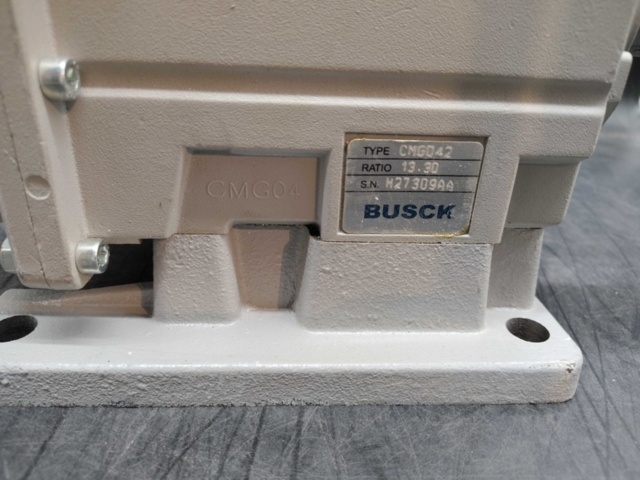 CMG04
TYPE CMG042
RATIO 13.30
S.N. M27309AA
BUSCK